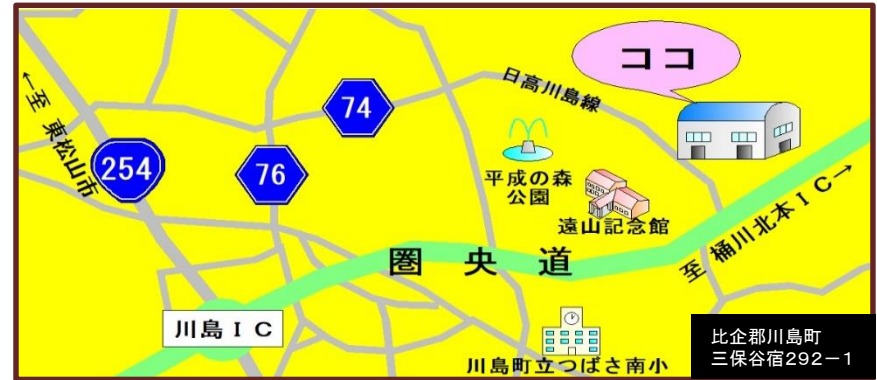 ココ
日高川島線
74
←至 東松山市
254
76
平成の森
公園
遠山記念館
至 桶川北本IC→
圏央道
川島IC
川島町立つばさ南小
比企郡川島町
三保谷宿292－1